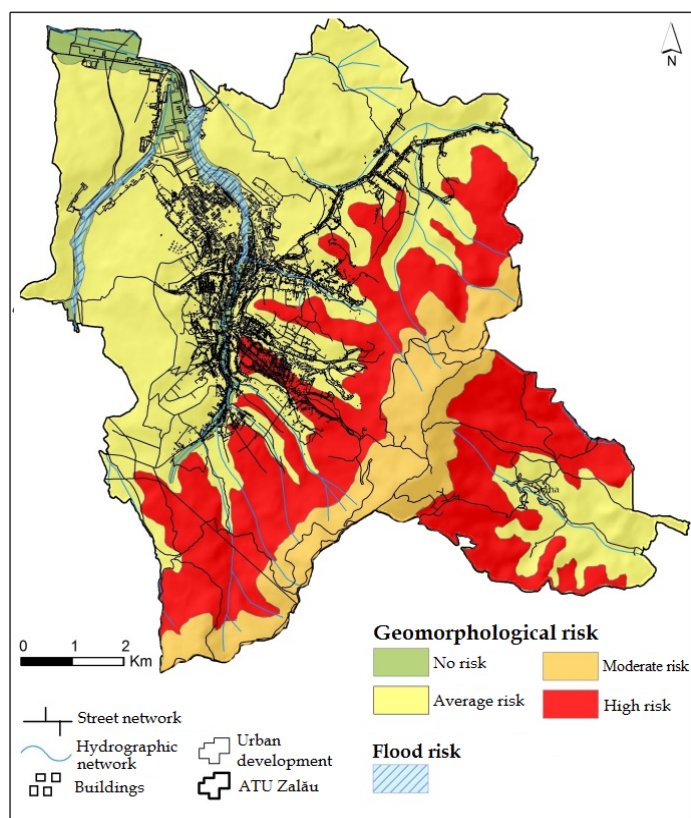 N
0 1 2
Km
Geomorphological risk
No risk
Moderate risk
Average risk
High risk
Street network
Hydrographic
network
Urban
development
Flood risk
Buildings
ATU Zalău